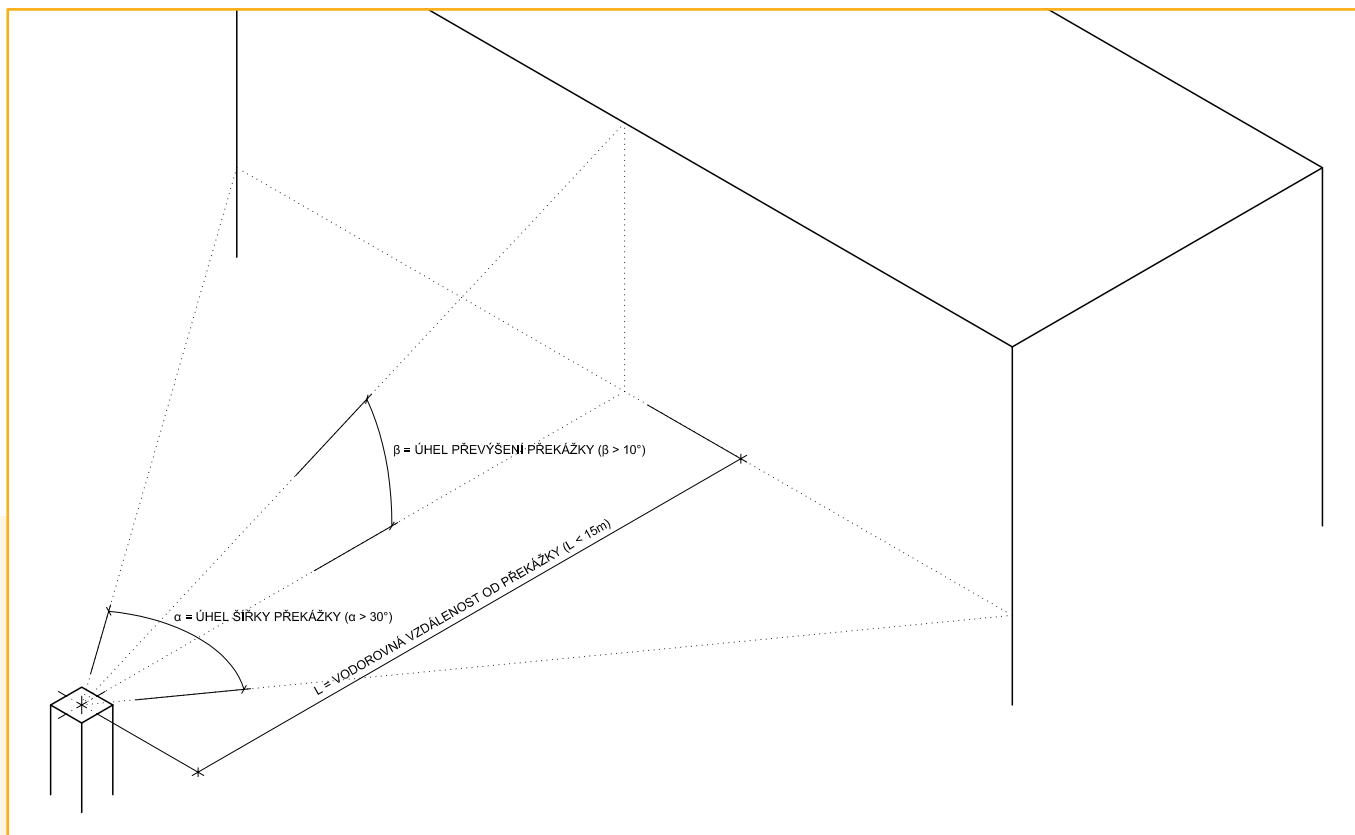 β = ÚHEL PŘEVÝŠENÍ PŘEKÁŽKY (β > 10°)
L = VODOROVNÁ VZDÁLENOST OD PŘEKÁŽKY (L < 15m)
α = ÚHEL ŠÍŘKY PŘEKÁŽKY (α > 30°)